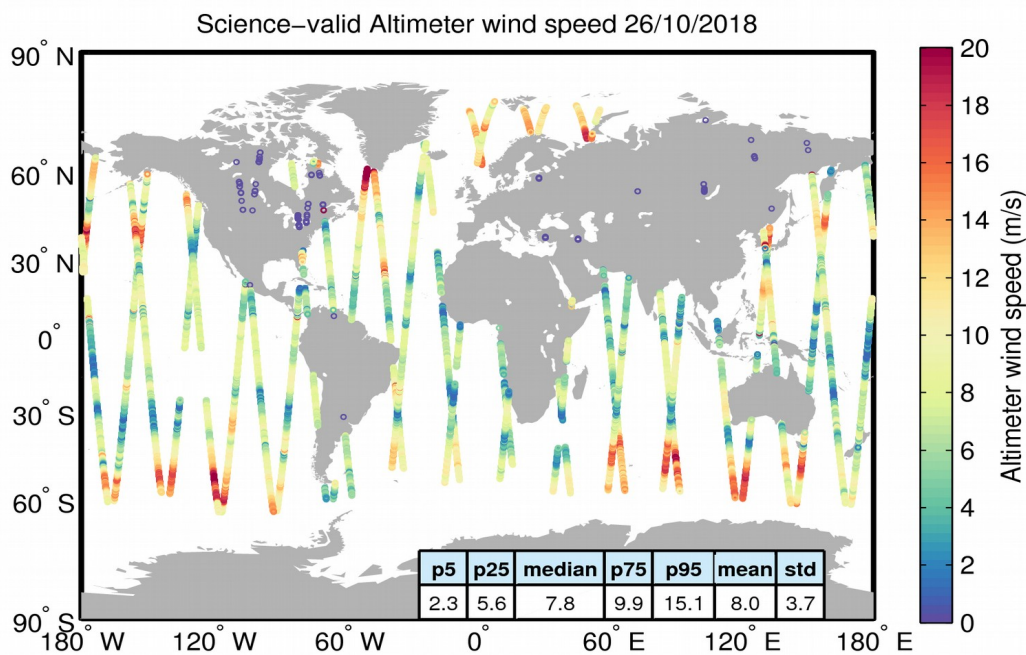 Science−valid Altimeter wind speed 26/10/2018
90° N
60° N
30° N
0°
30° S
60° S
90° S
180° W
120° W
60° W
0°
60° E
120° E
180° E
p5 p25 median p75 p95 mean std
2.3 5.6 7.8 9.9 15.1 8.0 3.7
20
18
16
14
12
10
8
6
4
2
0
Altimeter wind speed (m/s)